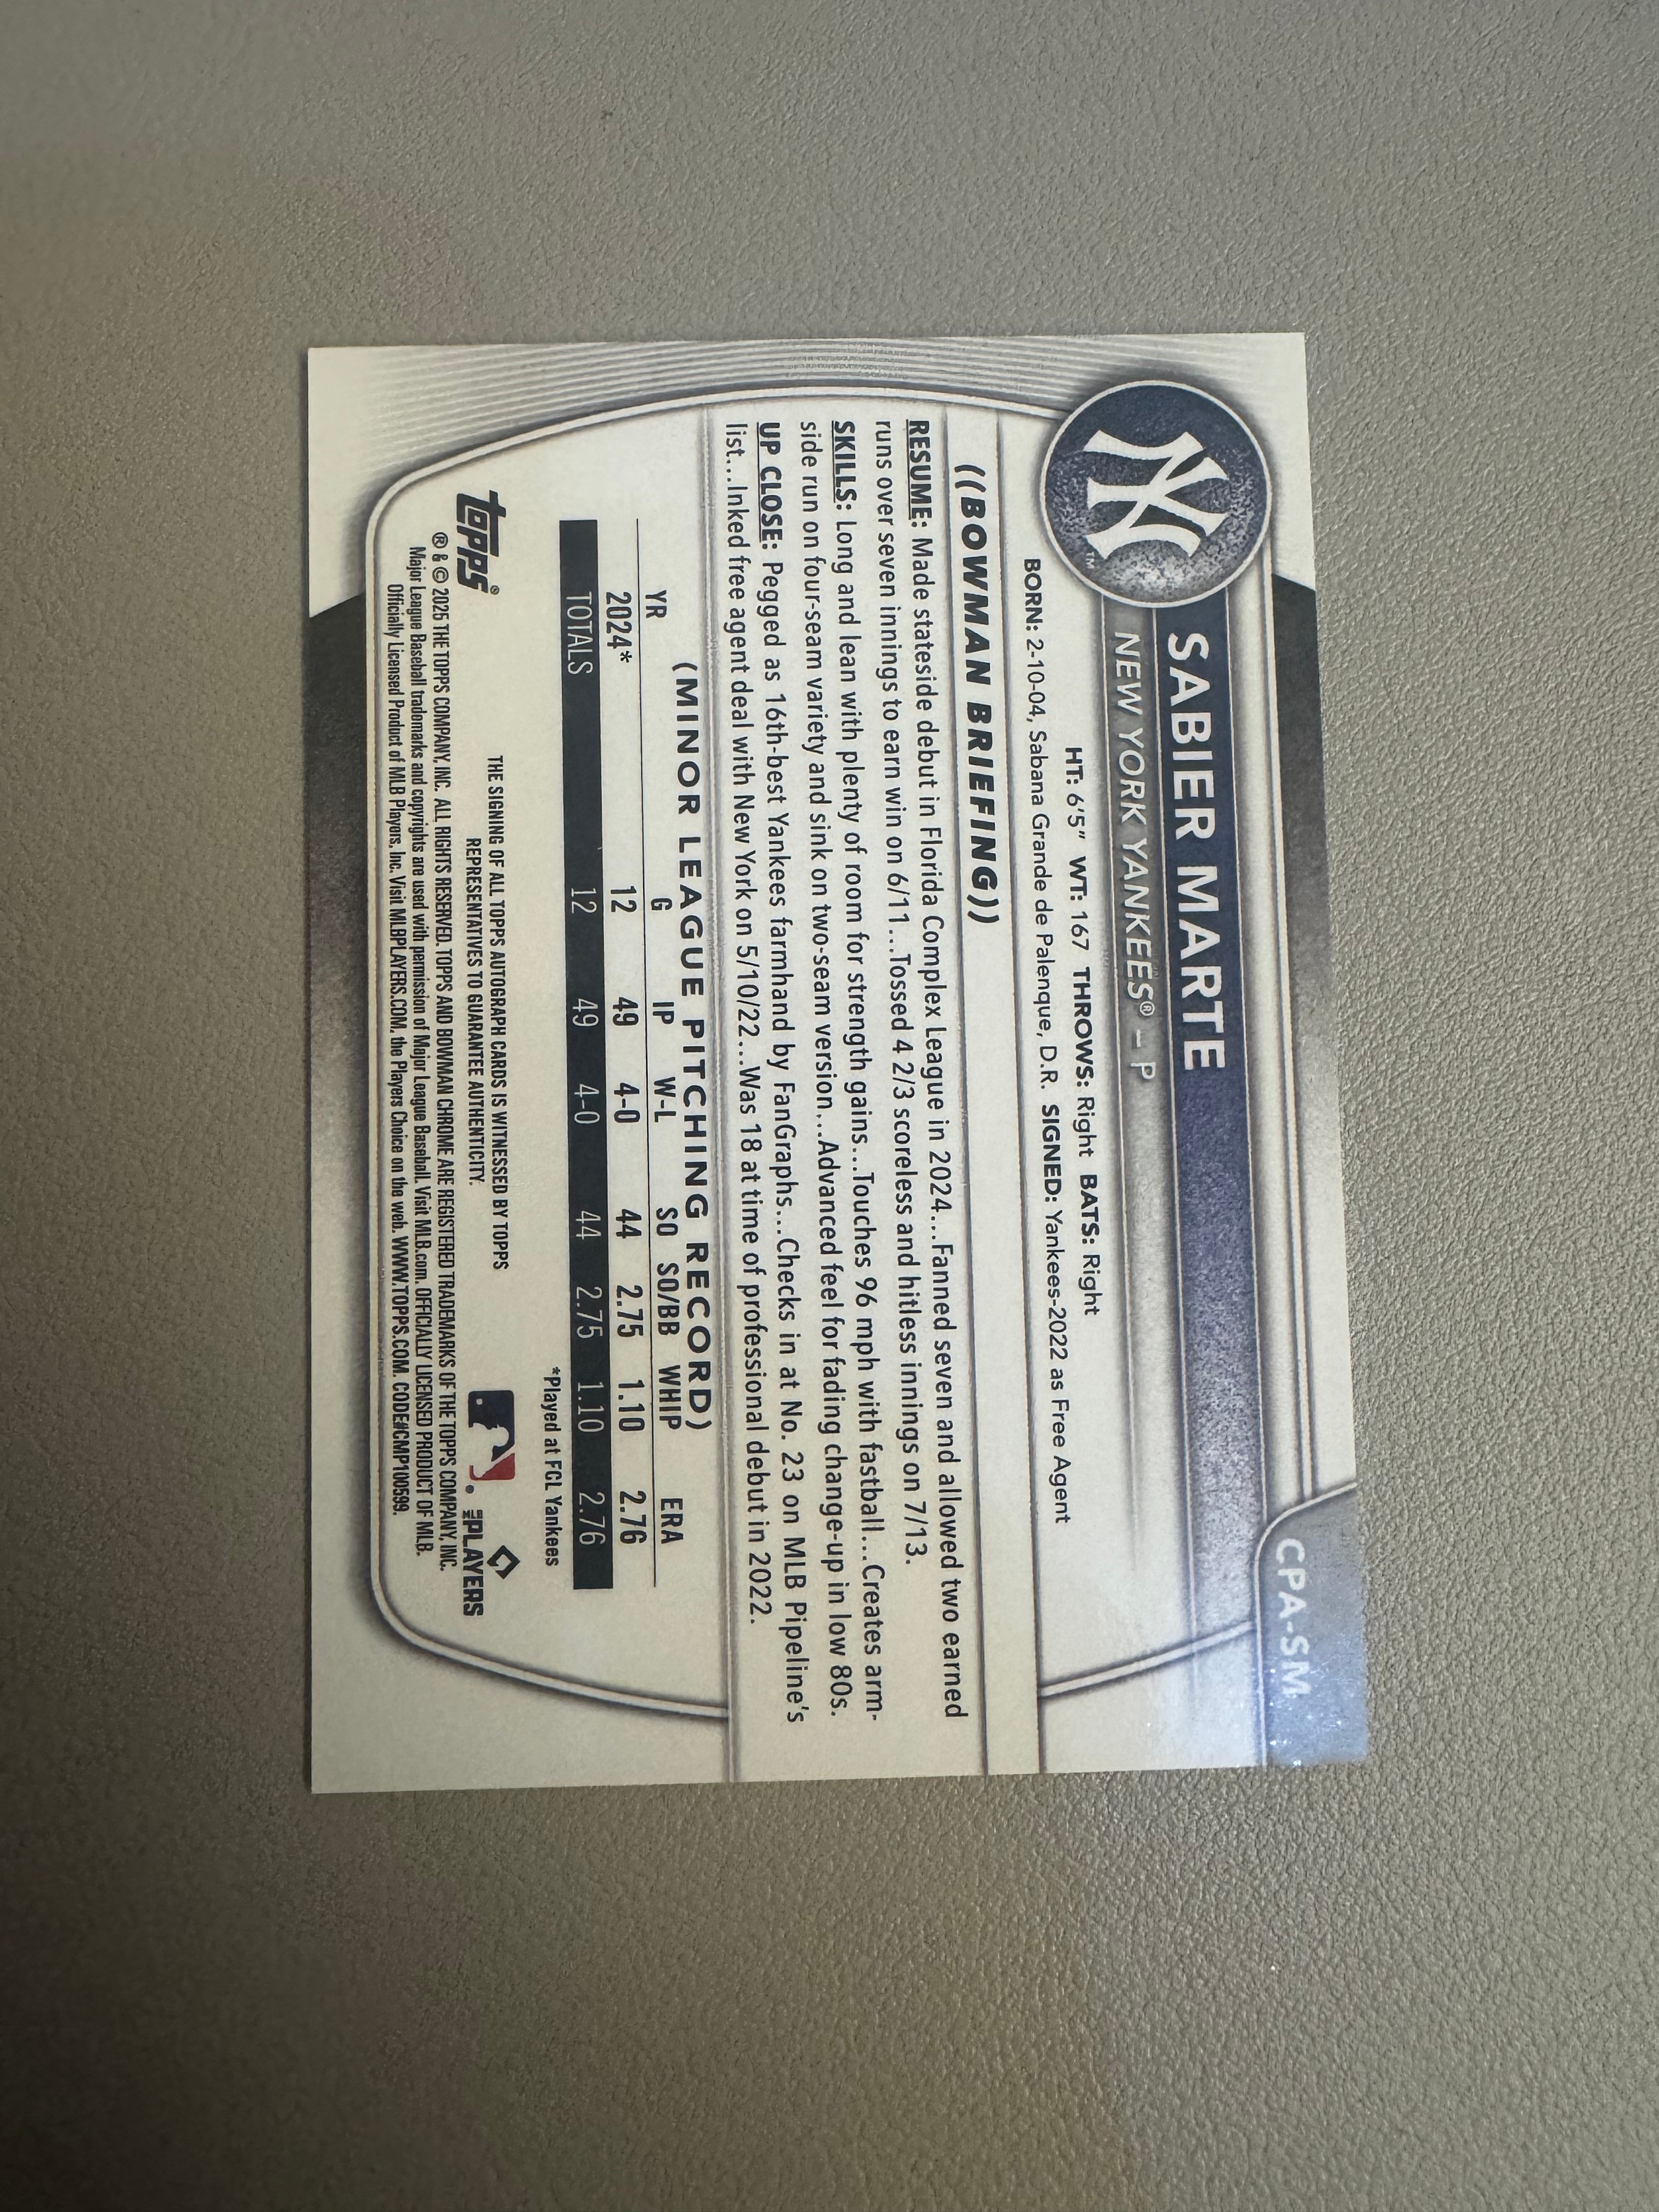 CPA-SM
SABIER MARTE
NEW YORK YANKEES® – P
NY
TM
HT: 6'5" WT: 167 THROWS: Right BATS: Right
BORN: 2-10-04, Sabana Grande de Palenque, D.R. SIGNED: Yankees-2022 as Free Agent
((BOWMAN BRIEFING))
RESUME: Made stateside debut in Florida Complex League in 2024...Fanned seven and allowed two earned
runs over seven innings to earn win on 6/11...Tossed 4 2/3 scoreless and hitless innings on 7/13.
SKILLS: Long and lean with plenty of room for strength gains...Touches 96 mph with fastball...Creates arm-
side run on four-seam variety and sink on two-seam version...Advanced feel for fading change-up in low 80s.
UP CLOSE: Pegged as 16th-best Yankees farmhand by FanGraphs...Checks in at No. 23 on MLB Pipeline's
list...Inked free agent deal with New York on 5/10/22...Was 18 at time of professional debut in 2022.
(MINOR LEAGUE PITCHING RECORD)
YR G IP W-L SO SO/BB WHIP ERA
2024* 12 49 4-0 44 2.75 1.10 2.76
TOTALS 12 49 4-0 44 2.75 1.10 2.76
*Played at FCL Yankees
THE SIGNING OF ALL TOPPS AUTOGRAPH CARDS IS WITNESSED BY TOPPS
REPRESENTATIVES TO GUARANTEE AUTHENTICITY.
topps®
MLB PLAYERS
® & © 2025 THE TOPPS COMPANY, INC. ALL RIGHTS RESERVED. TOPPS AND BOWMAN CHROME ARE REGISTERED TRADEMARKS OF THE TOPPS COMPANY, INC.
Major League Baseball trademarks and copyrights are used with permission of Major League Baseball. Visit MLB.com. OFFICIALLY LICENSED PRODUCT OF MLB.
Officially Licensed Product of MLB Players, Inc. Visit MLBPLAYERS.COM, the Players Choice on the web. WWW.TOPPS.COM. CODE#CMP100599.